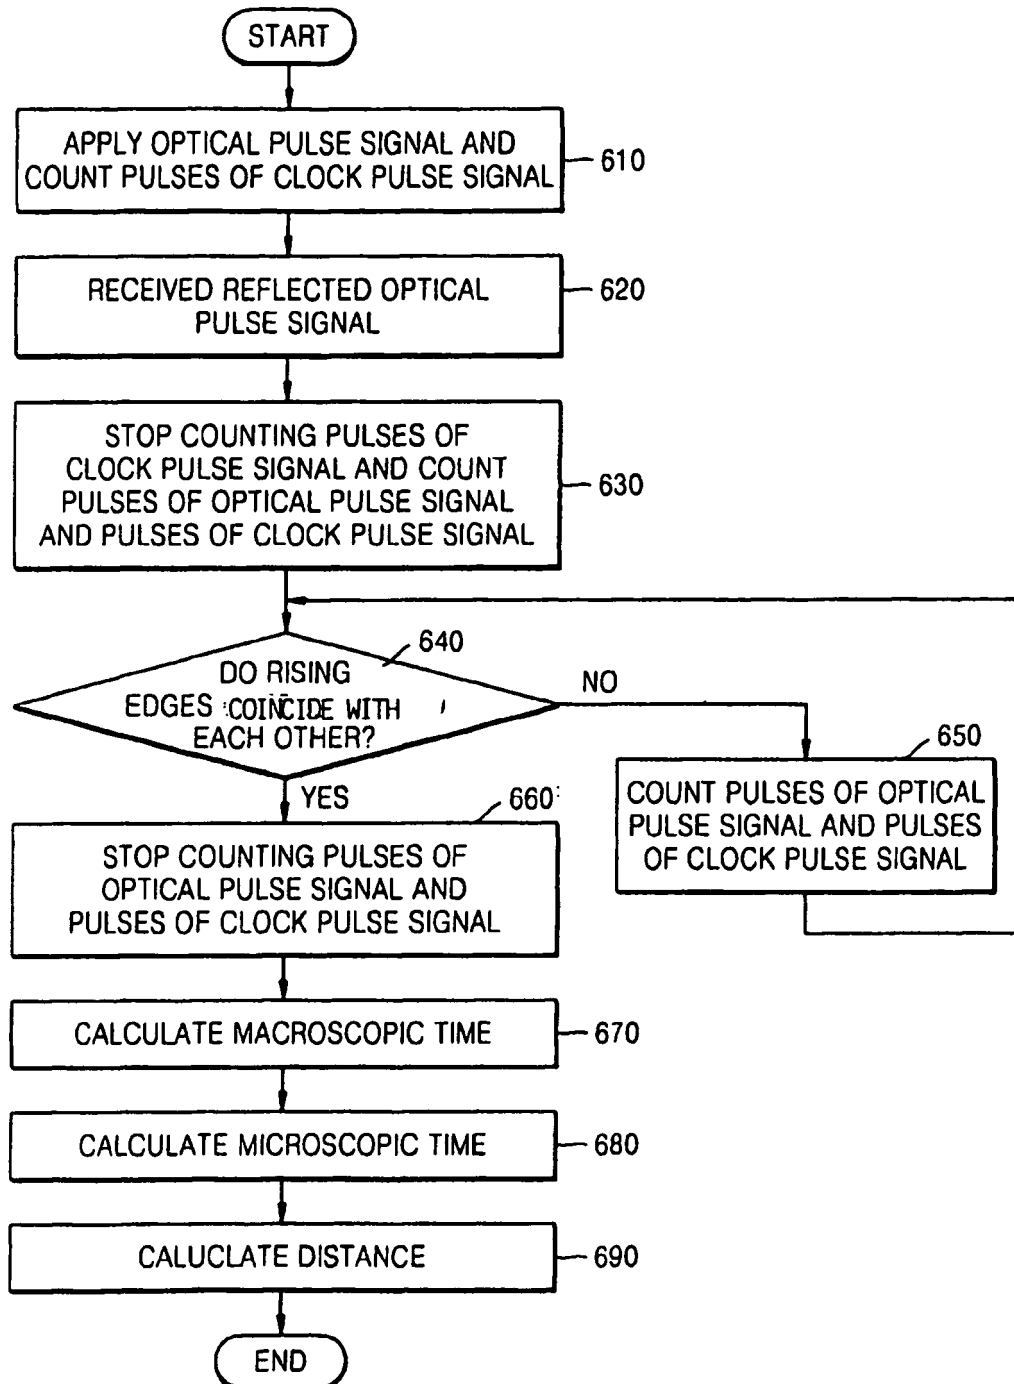 START
APPLY OPTICAL PULSE SIGNAL AND
COUNT PULSES OF CLOCK PULSE SIGNAL
610
RECEIVED REFLECTED OPTICAL
PULSE SIGNAL
620
STOP COUNTING PULSES OF
CLOCK PULSE SIGNAL AND COUNT
PULSES OF OPTICAL PULSE SIGNAL
AND PULSES OF CLOCK PULSE SIGNAL
630
640
DO RISING
EDGES COINCIDE WITH
EACH OTHER?
NO
YES
650
COUNT PULSES OF OPTICAL
PULSE SIGNAL AND PULSES
OF CLOCK PULSE SIGNAL
660
STOP COUNTING PULSES OF
OPTICAL PULSE SIGNAL AND
PULSES OF CLOCK PULSE SIGNAL
CALCULATE MACROSCOPIC TIME
670
CALCULATE MICROSCOPIC TIME
680
CALUCLATE DISTANCE
690
END